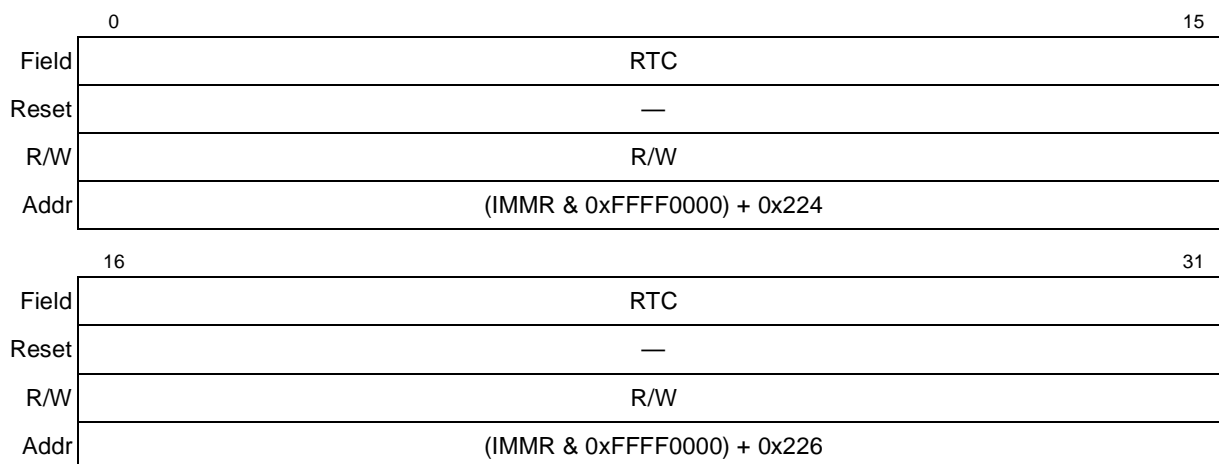 0 15
Field RTC
Reset —
R/W R/W
Addr (IMMR & 0xFFFF0000) + 0x224
16 31
Field RTC
Reset —
R/W R/W
Addr (IMMR & 0xFFFF0000) + 0x226